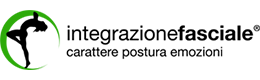 integrazionefasciale®
carattere postura emozioni